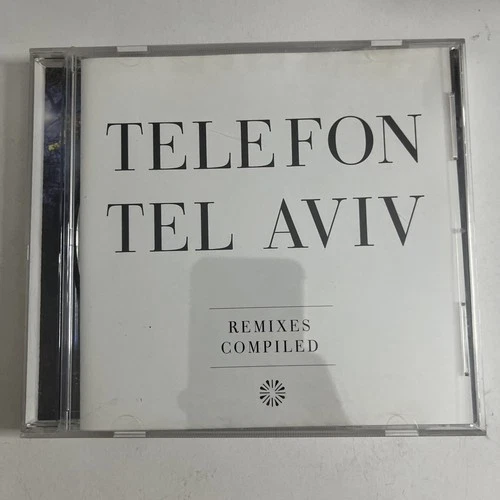 TELEFON
TEL AVIV
REMIXES
COMPILED